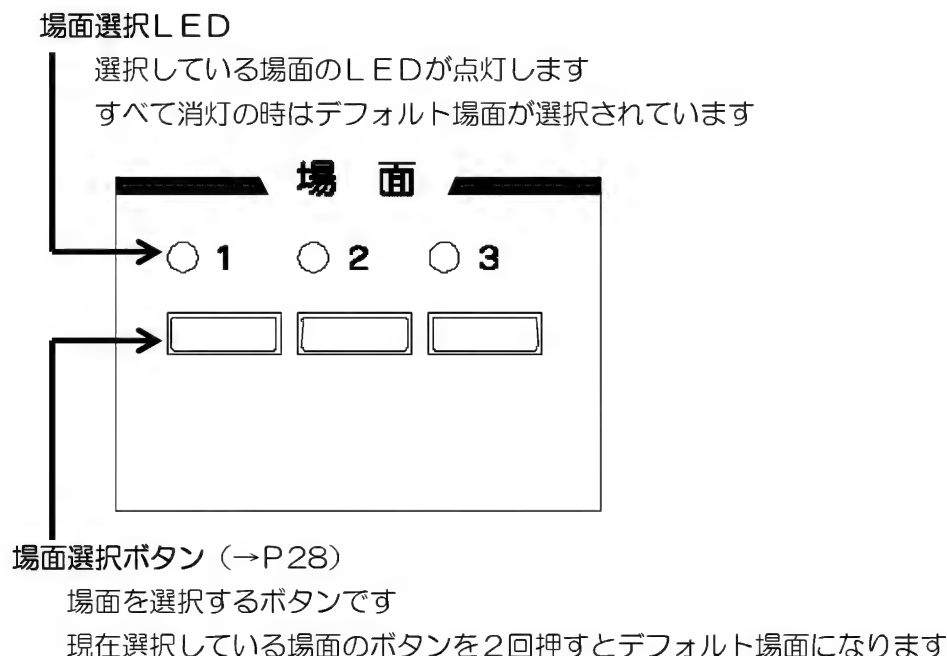 場面選択ＬＥＤ
選択している場面のＬＥＤが点灯します
すべて消灯の時はデフォルト場面が選択されています
場　面
1　2　3
場面選択ボタン（→Ｐ28）
場面を選択するボタンです
現在選択している場面のボタンを２回押すとデフォルト場面になります